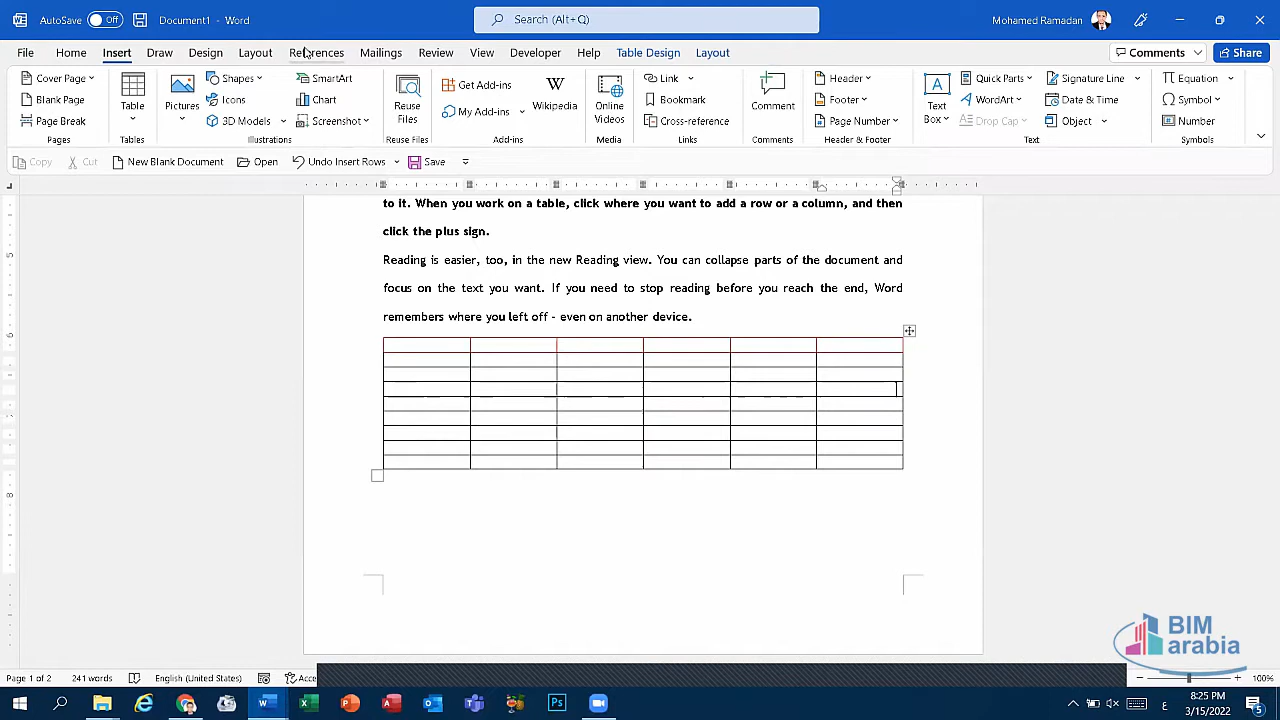 AutoSave Off Document1 - Word Search (Alt+Q) Mohamed Ramadan
File Home Insert Draw Design Layout References Mailings Review View Developer Help Table Design Layout Comments Share
Cover Page
Blank Page
Page Break
Pages
Table
Tables
Pictures
Shapes
Icons
3D Models
SmartArt
Chart
Screenshot
Illustrations
Reuse
Files
Reuse Files
Get Add-ins
My Add-ins
Wikipedia
Add-ins
Online
Videos
Media
Link
Bookmark
Cross-reference
Links
Comment
Comments
Header
Footer
Page Number
Header & Footer
Text
Box
Quick Parts
WordArt
Drop Cap
Signature Line
Date & Time
Object
Text
Equation
Symbol
Number
Symbols
Copy Cut New Blank Document Open Undo Insert Rows Save
to it. When you work on a table, click where you want to add a row or a column, and then
click the plus sign.
Reading is easier, too, in the new Reading view. You can collapse parts of the document and
focus on the text you want. If you need to stop reading before you reach the end, Word
remembers where you left off - even on another device.
BIM
arabia
Page 1 of 2 241 words English (United States) Acce 100%
8:25 PM
3/15/2022